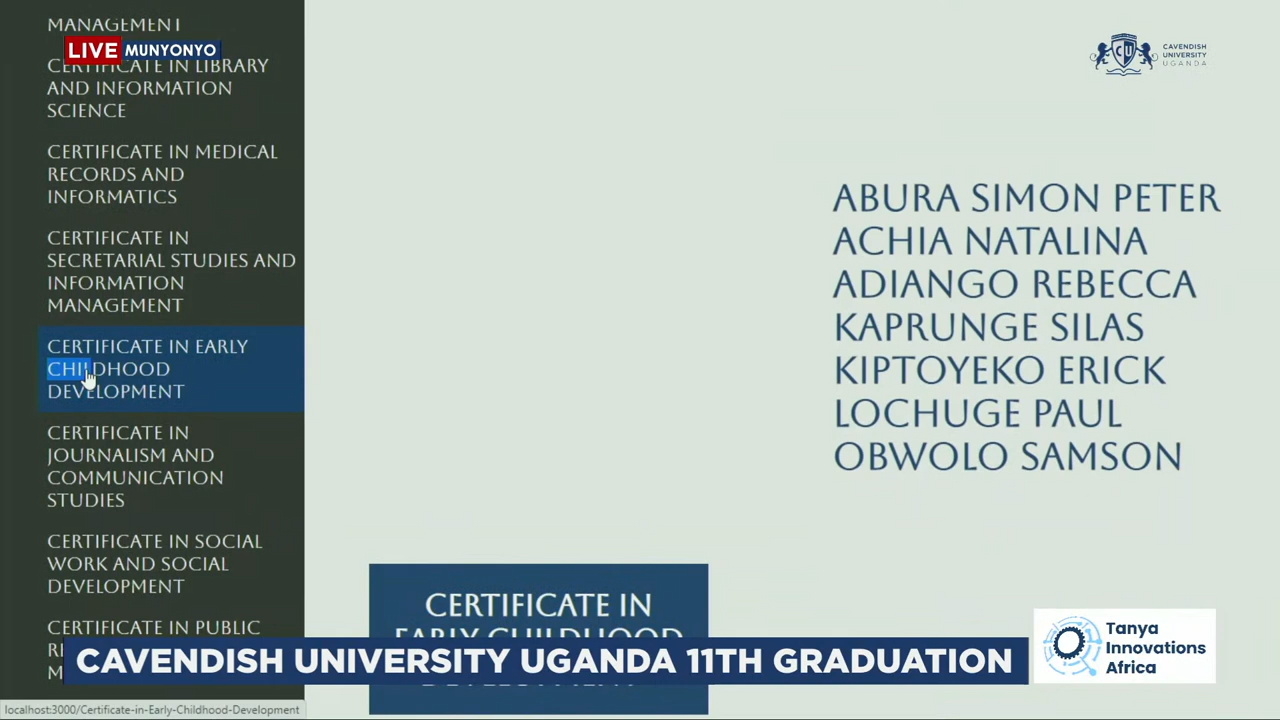 MANAGEMENT
LIVE MUNYONYO
CERTIFICATE IN LIBRARY
AND INFORMATION
SCIENCE
CERTIFICATE IN MEDICAL
RECORDS AND
INFORMATICS
CERTIFICATE IN
SECRETARIAL STUDIES AND
INFORMATION
MANAGEMENT
CERTIFICATE IN EARLY
CHILDHOOD
DEVELOPMENT
CERTIFICATE IN
JOURNALISM AND
COMMUNICATION
STUDIES
CERTIFICATE IN SOCIAL
WORK AND SOCIAL
DEVELOPMENT
CERTIFICATE IN PUBLIC
CU
CAVENDISH
UNIVERSITY
UGANDA
ABURA SIMON PETER
ACHIA NATALINA
ADIANGO REBECCA
KAPRUNGE SILAS
KIPTOYEKO ERICK
LOCHUGE PAUL
OBWOLO SAMSON
CERTIFICATE IN
EARLY CHILDHOOD
CAVENDISH UNIVERSITY UGANDA 11TH GRADUATION
Tanya
Innovations
Africa
localhost:3000/Certificate-in-Early-Childhood-Development